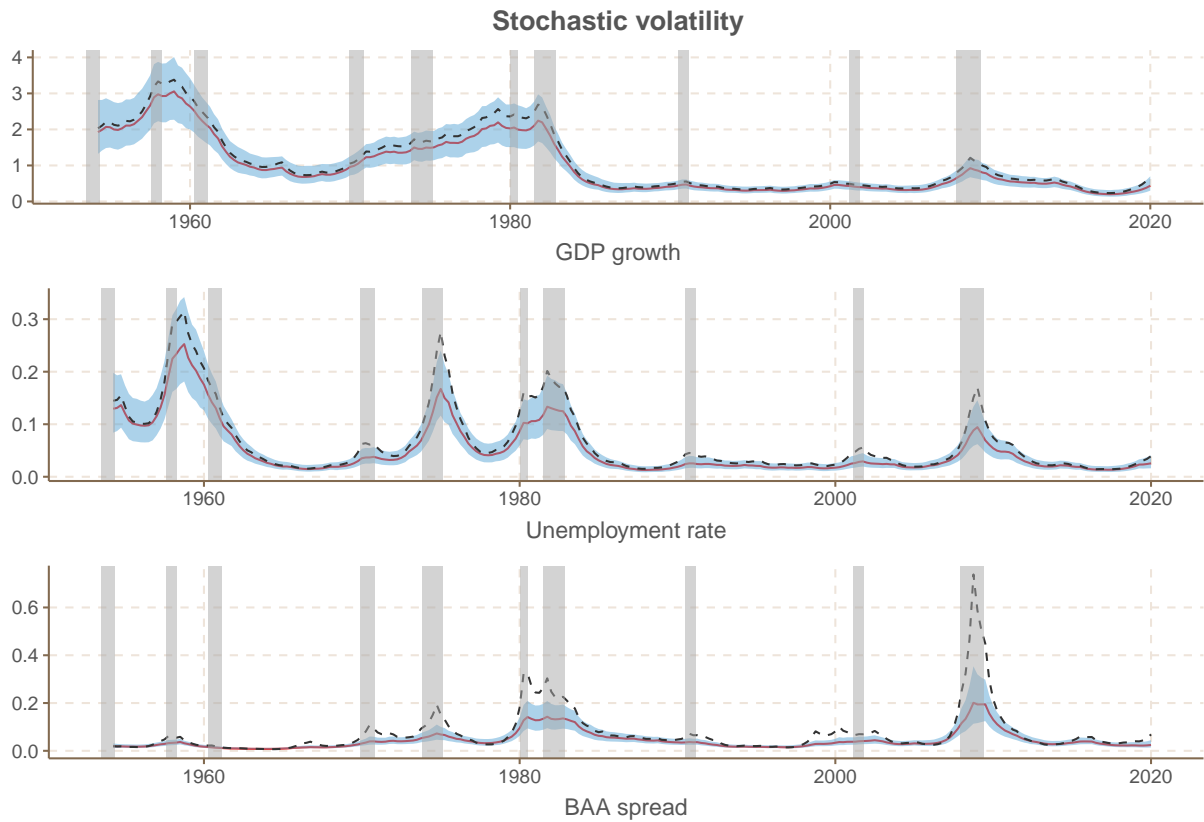 Stochastic volatility
4
3
2
1
0
1960 1980 2000 2020
GDP growth
0.3
0.2
0.1
0.0
1960 1980 2000 2020
Unemployment rate
0.6
0.4
0.2
0.0
1960 1980 2000 2020
BAA spread